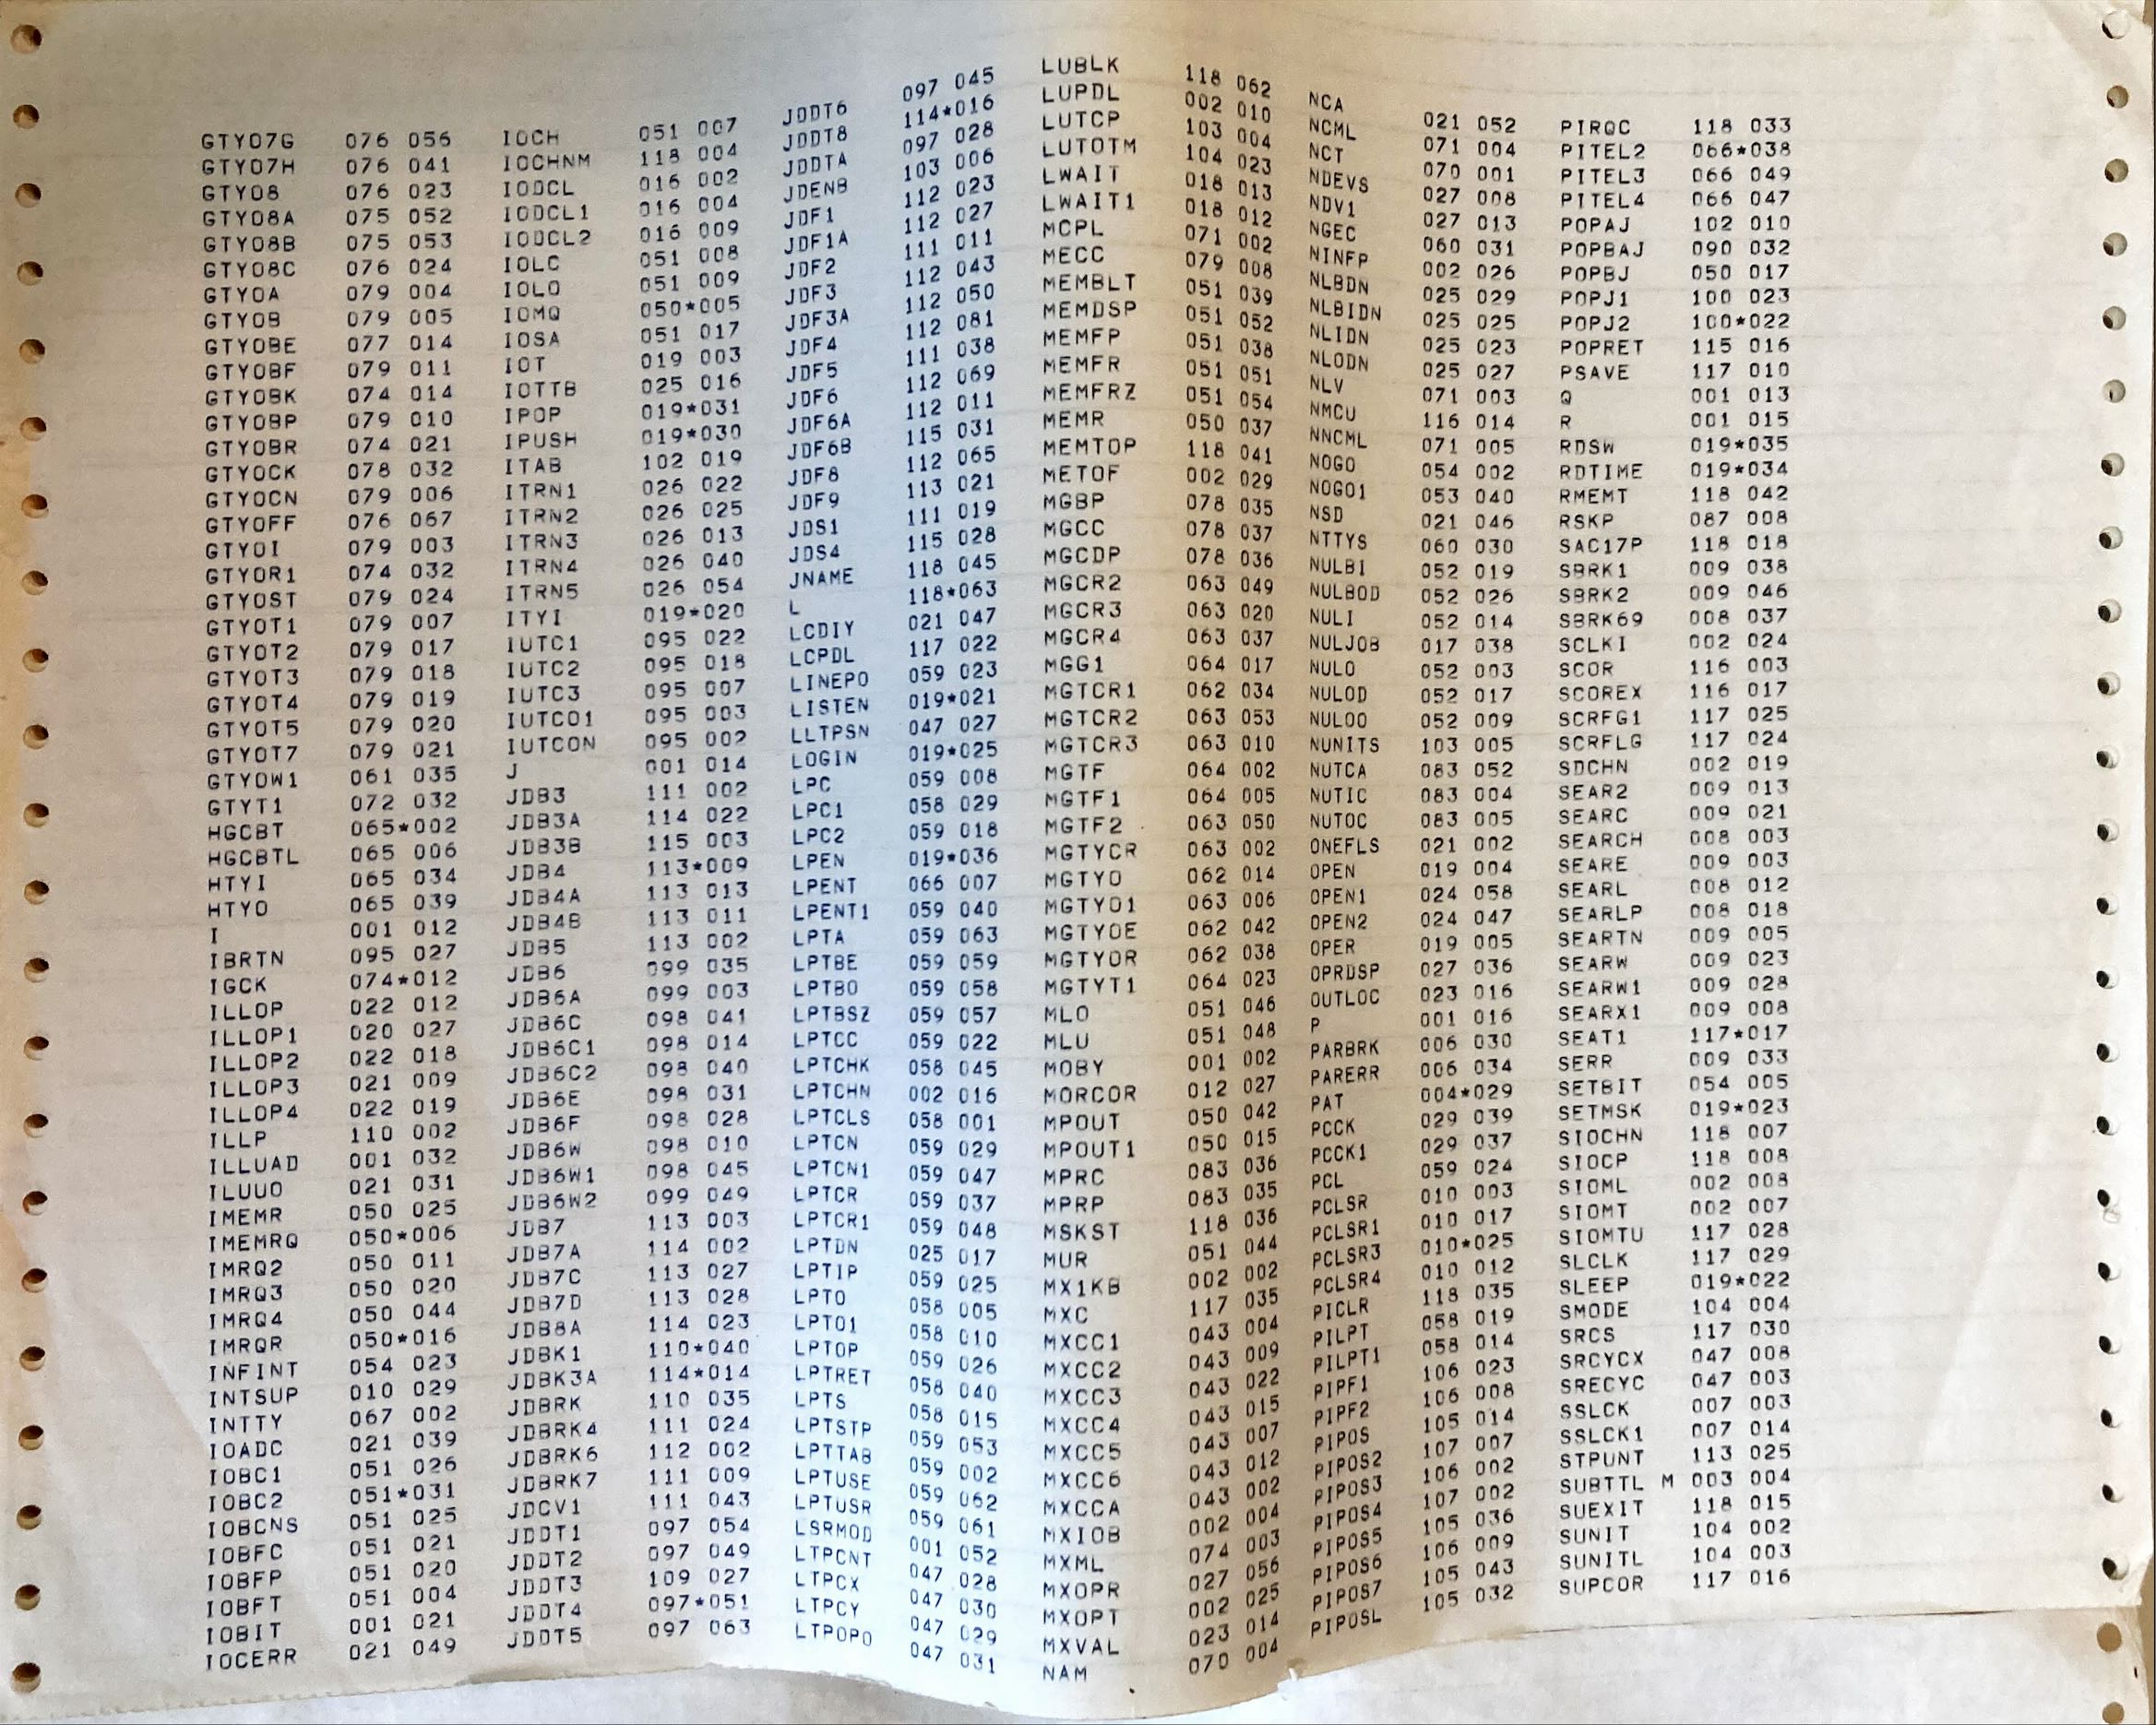 GTYO7G 076 056
GTYO7H 076 041
GTYO8 076 023
GTYO8A 075 052
GTYO8B 075 053
GTYO8C 076 024
GTYOA 079 004
GTYOB 079 005
GTYOBE 077 014
GTYOBF 079 011
GTYOBK 074 014
GTYOBP 079 010
GTYOBR 074 021
GTYOCK 078 032
GTYOCN 079 006
GTYOFF 076 067
GTYOI 079 003
GTYOR1 074 032
GTYOST 079 024
GTYOT1 079 007
GTYOT2 079 017
GTYOT3 079 018
GTYOT4 079 019
GTYOT5 079 020
GTYOT7 079 021
GTYOW1 061 035
GTYT1 072 032
HGCBT 065*002
HGCBTL 065 006
HTYI 065 034
HTYO 065 039
I 001 012
IBRTN 095 027
IGCK 074*012
ILLOP 022 012
ILLOP1 020 027
ILLOP2 022 018
ILLOP3 021 009
ILLOP4 022 019
ILLP 110 002
ILLUAD 001 032
ILUUO 021 031
IMEMR 050 025
IMEMRQ 050*006
IMRQ2 050 011
IMRQ3 050 020
IMRQ4 050 044
IMRQR 050*016
INFINT 054 023
INTSUP 010 029
INTTY 067 002
IOADC 021 039
IOBC1 051 026
IOBC2 051*031
IOBCNS 051 025
IOBFC 051 021
IOBFP 051 020
IOBFT 051 004
IOBIT 001 021
IOCERR 021 049
IOCH 051 007
IOCHNM 118 004
IODCL 016 002
IODCL1 016 004
IODCL2 016 009
IOLC 051 008
IOLO 051 009
IOMQ 050*005
IOSA 051 017
IOT 019 003
IOTTB 025 016
IPOP 019*031
IPUSH 019*030
ITAB 102 019
ITRN1 026 022
ITRN2 026 025
ITRN3 026 013
ITRN4 026 040
ITRN5 026 054
ITYI 019*020
IUTC1 095 022
IUTC2 095 018
IUTC3 095 007
IUTCO1 095 003
IUTCON 095 002
J 001 014
JDB3 111 002
JDB3A 114 022
JDB3B 115 003
JDB4 113*009
JDB4A 113 013
JDB4B 113 011
JDB5 113 002
JDB6 099 035
JDB6A 099 003
JDB6C 098 041
JDB6C1 098 014
JDB6C2 098 040
JDB6E 098 031
JDB6F 098 028
JDB6W 098 010
JDB6W1 098 045
JDB6W2 099 049
JDB7 113 003
JDB7A 114 002
JDB7C 113 027
JDB7D 113 028
JDB8A 114 023
JDBK1 110*040
JDBK3A 114*014
JDBRK 110 035
JDBRK4 111 024
JDBRK6 112 002
JDBRK7 111 009
JDCV1 111 043
JDDT1 097 054
JDDT2 097 049
JDDT3 109 027
JDDT4 097*051
JDDT5 097 063
JDDT6 097 045
JDDT8 114*016
JDDTA 097 028
JDENB 103 006
JDF1 112 023
JDF1A 112 027
JDF2 111 011
JDF3 112 043
JDF3A 112 050
JDF4 112 081
JDF5 111 038
JDF6 112 069
JDF6A 112 011
JDF6B 115 031
JDF8 112 065
JDF9 113 021
JDS1 111 019
JDS4 115 028
JNAME 118 045
L 118*063
LCDIY 021 047
LCPDL 117 022
LINEPO 059 023
LISTEN 019*021
LLTPSN 047 027
LOGIN 019*025
LPC 059 008
LPC1 058 029
LPC2 059 018
LPEN 019*036
LPENT 066 007
LPENT1 059 040
LPTA 059 063
LPTBE 059 059
LPTBO 059 058
LPTBSZ 059 057
LPTCC 059 022
LPTCHK 058 045
LPTCHN 002 016
LPTCLS 058 001
LPTCN 059 029
LPTCN1 059 047
LPTCR 059 037
LPTCR1 059 048
LPTDN 025 017
LPTIP 059 025
LPTO 058 005
LPTO1 058 010
LPTOP 059 026
LPTRET 058 040
LPTS 058 015
LPTSTP 059 053
LPTTAB 059 002
LPTUSE 059 062
LPTUSR 059 061
LSRMOD 001 052
LTPCNT 047 028
LTPCX 047 030
LTPCY 047 029
LTPOPO 047 031
LUBLK 118 062
LUPDL 002 010
LUTCP 103 004
LUTOTM 104 023
LWAIT 018 013
LWAIT1 018 012
MCPL 071 002
MECC 079 008
MEMBLT 051 039
MEMDSP 051 052
MEMFP 051 038
MEMFR 051 051
MEMFRZ 051 054
MEMR 050 037
MEMTOP 118 041
METOF 002 029
MGBP 078 035
MGCC 078 037
MGCDP 078 036
MGCR2 063 049
MGCR3 063 020
MGCR4 063 037
MGG1 064 017
MGTCR1 062 034
MGTCR2 063 053
MGTCR3 063 010
MGTF 064 002
MGTF1 064 005
MGTF2 063 050
MGTYCR 063 002
MGTYO 062 014
MGTYO1 063 006
MGTYOE 062 042
MGTYOR 062 038
MGTYT1 064 023
MLO 051 046
MLU 051 048
MOBY 001 002
MORCOR 012 027
MPOUT 050 042
MPOUT1 050 015
MPRC 083 036
MPRP 083 035
MSKST 118 036
MUR 051 044
MX1KB 002 002
MXC 117 035
MXCC1 043 004
MXCC2 043 009
MXCC3 043 022
MXCC4 043 015
MXCC5 043 007
MXCC6 043 012
MXCCA 043 002
MXIOB 002 004
MXML 074 003
MXOPR 027 056
MXOPT 002 025
MXVAL 023 014
NAM 070 004
NCA 021 052
NCML 071 004
NCT 070 001
NDEVS 027 008
NDV1 027 013
NGEC 060 031
NINFP 002 026
NLBDN 025 029
NLBIDN 025 025
NLIDN 025 023
NLODN 025 027
NLV 071 003
NMCU 116 014
NNCML 071 005
NOGO 054 002
NOGO1 053 040
NSD 021 046
NTTYS 060 030
NULBI 052 019
NULBOD 052 026
NULI 052 014
NULJOB 017 038
NULO 052 003
NULOD 052 017
NULOO 052 009
NUNITS 103 005
NUTCA 083 052
NUTIC 083 004
NUTOC 083 005
ONEFLS 021 002
OPEN 019 004
OPEN1 024 058
OPEN2 024 047
OPER 019 005
OPRDSP 027 036
OUTLOC 023 016
P 001 016
PARBRK 006 030
PARERR 006 034
PAT 004*029
PCCK 029 039
PCCK1 029 037
PCL 059 024
PCLSR 010 003
PCLSR1 010 017
PCLSR3 010*025
PCLSR4 010 012
PICLR 118 035
PILPT 058 019
PILPT1 058 014
PIPF1 106 023
PIPF2 106 008
PIPOS 105 014
PIPOS2 107 007
PIPOS3 106 002
PIPOS4 107 002
PIPOS5 105 036
PIPOS6 106 009
PIPOS7 105 043
PIPOSL 105 032
PIRQC 118 033
PITEL2 066*038
PITEL3 066 049
PITEL4 066 047
POPAJ 102 010
POPBAJ 090 032
POPBJ 050 017
POPJ1 100 023
POPJ2 100*022
POPRET 115 016
PSAVE 117 010
Q 001 013
R 001 015
RDSW 019*035
RDTIME 019*034
RMEMT 118 042
RSKP 087 008
SAC17P 118 018
SBRK1 009 038
SBRK2 009 046
SBRK69 008 037
SCLKI 002 024
SCOR 116 003
SCOREX 116 017
SCRFG1 117 025
SCRFLG 117 024
SDCHN 002 019
SEAR2 009 013
SEARC 009 021
SEARCH 008 003
SEARE 009 003
SEARL 008 012
SEARLP 008 018
SEARTN 009 005
SEARW 009 023
SEARW1 009 028
SEARX1 009 008
SEAT1 117*017
SERR 009 033
SETBIT 054 005
SETMSK 019*023
SIOCHN 118 007
SIOCP 118 008
SIOML 002 008
SIOMT 002 007
SIOMTU 117 028
SLCLK 117 029
SLEEP 019*022
SMODE 104 004
SRCS 117 030
SRCYCX 047 008
SRECYC 047 003
SSLCK 007 003
SSLCK1 007 014
STPUNT 113 025
SUBTTL M 003 004
SUEXIT 118 015
SUNIT 104 002
SUNITL 104 003
SUPCOR 117 016